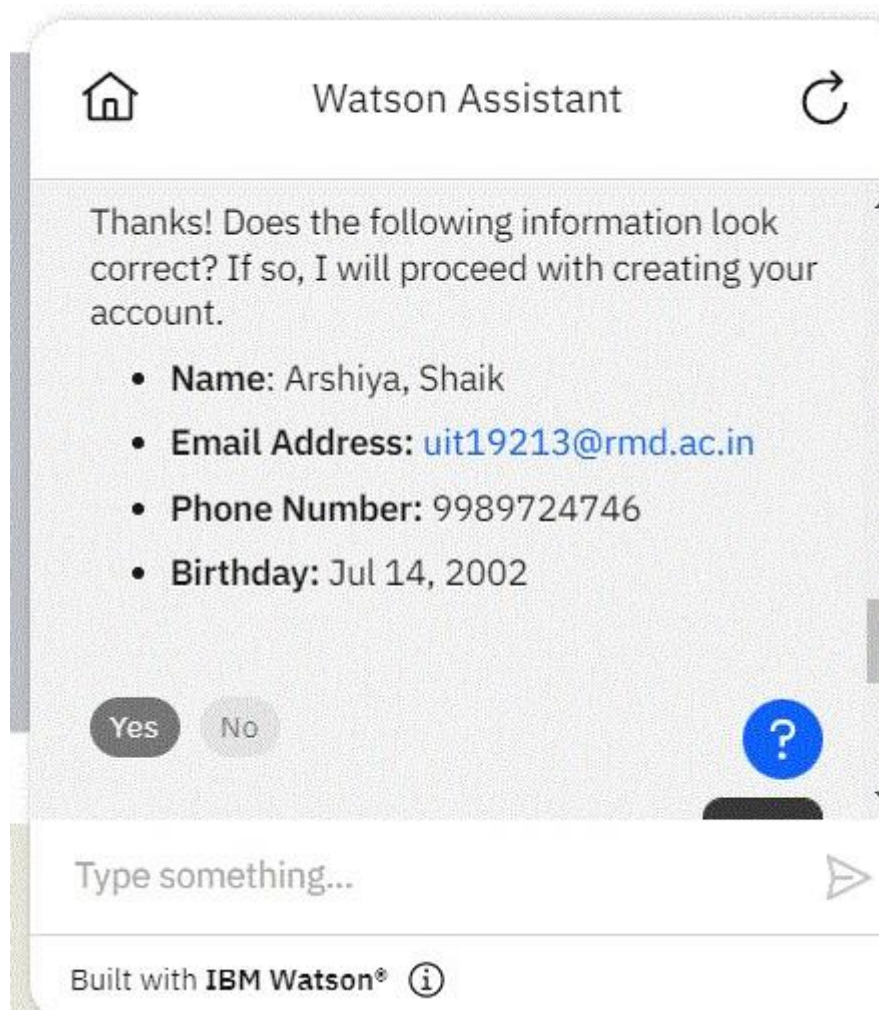 Watson Assistant
Thanks! Does the following information look
correct? If so, I will proceed with creating your
account.
• Name: Arshiya, Shaik
• Email Address: uit19213@rmd.ac.in
• Phone Number: 9989724746
• Birthday: Jul 14, 2002
Yes No
?
Type something...
Built with IBM Watson® i